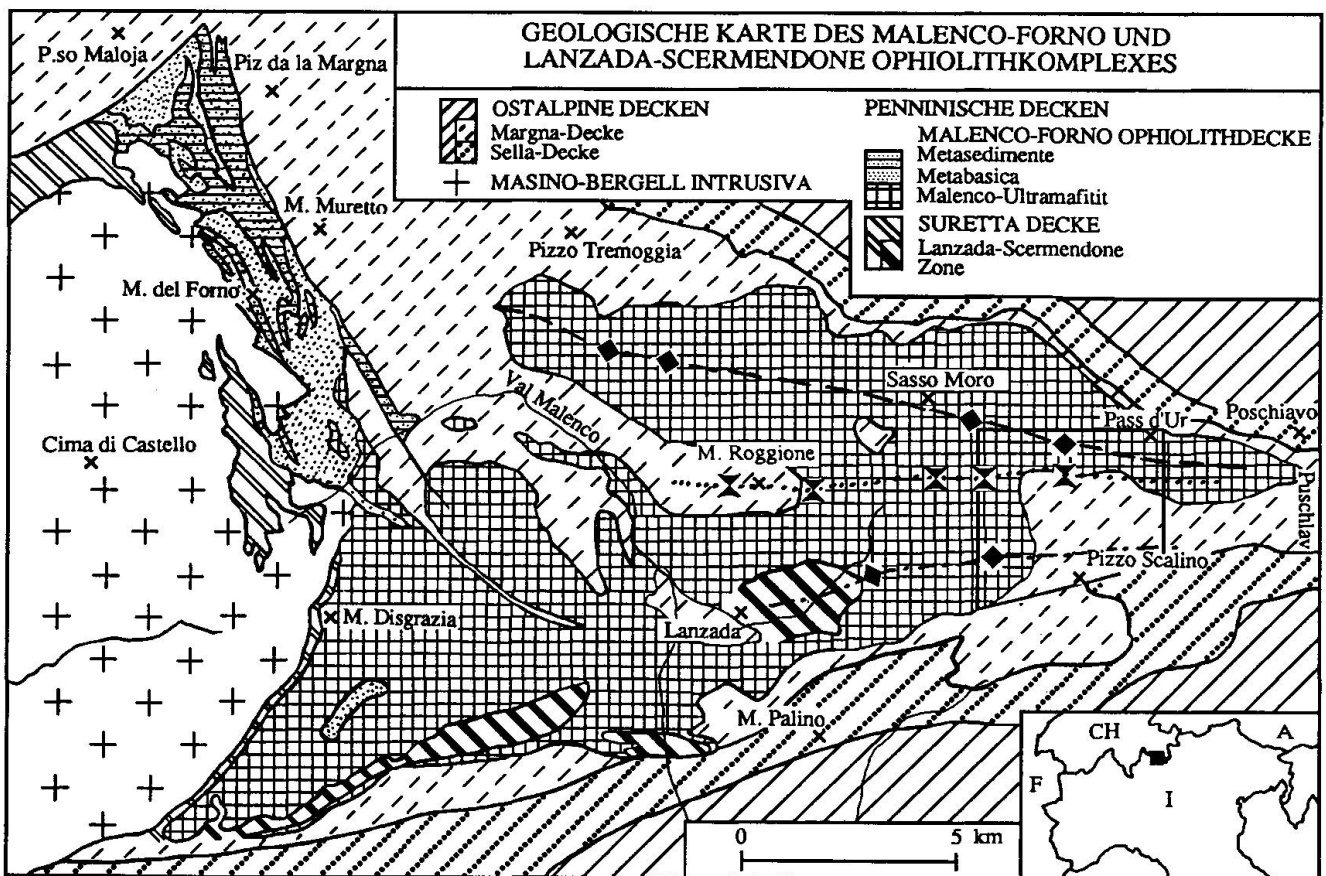 GEOLOGISCHE KARTE DES MALENCO-FORNO UND
LANZADA-SCERMENDONE OPHIOLITHKOMPLEXES
OSTALPINE DECKEN
Margna-Decke
Sella-Decke
MASINO-BERGELL INTRUSIVA
PENNINISCHE DECKEN
MALENCO-FORNO OPHIOLITHDECKE
Metasedimente
Metabasica
Malenco-Ultramafitit
SURETTA DECKE
Lanzada-Scermendone
Zone
P.so Maloja
Piz da la Margna
M. Muretto
Pizzo Tremoggia
M. del Forno
Val Malenco
Sasso Moro
Pass d'Ur
Poschiavo
Cima di Castello
M. Roggione
Puschlav
Pizzo Scalino
M. Disgrazia
Lanzada
M. Palino
CH
A
F
I
0 5 km